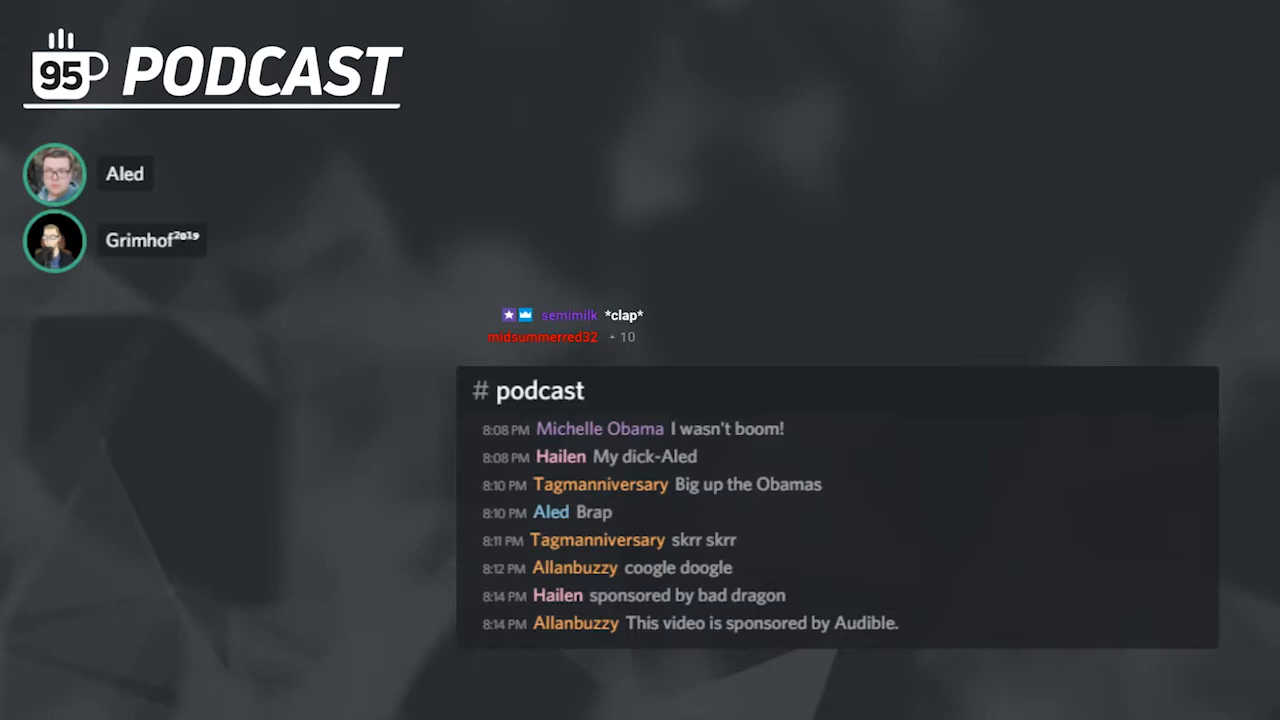 95 PODCAST
Aled
Grimhof²⁰¹⁹
semimilk *clap*
midsummerred32 10
# podcast
8:08 PM Michelle Obama I wasn't boom!
8:08 PM Hailen My dick-Aled
8:10 PM Tagmanniversary Big up the Obamas
8:10 PM Aled Brap
8:11 PM Tagmanniversary skrr skrr
8:12 PM Allanbuzzy coogle doogle
8:14 PM Hailen sponsored by bad dragon
8:14 PM Allanbuzzy This video is sponsored by Audible.